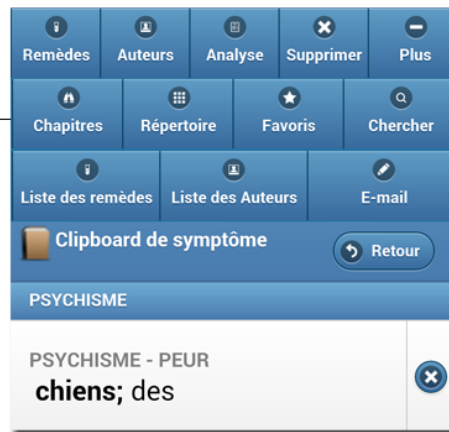 Remèdes Auteurs Analyse Supprimer Plus
Chapitres Répertoire Favoris Chercher
Liste des remèdes Liste des Auteurs E-mail
Clipboard de symptôme Retour
PSYCHISME
PSYCHISME - PEUR
chiens; des